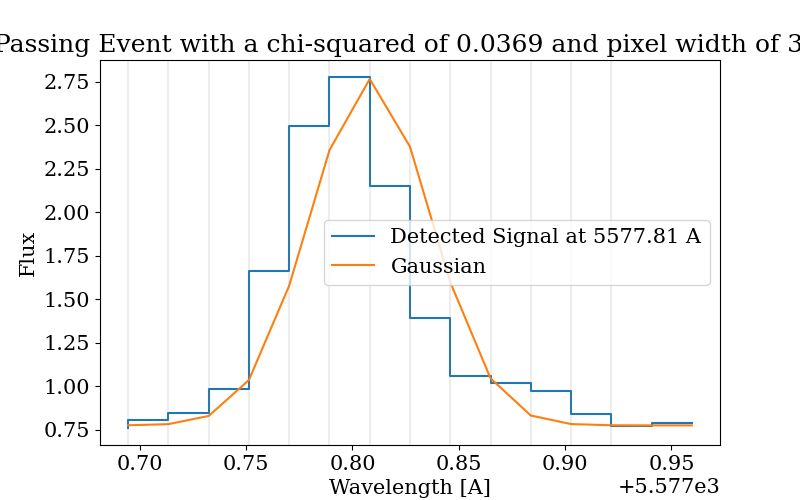 Passing Event with a chi-squared of 0.0369 and pixel width of 3
2.75
2.50
2.25
2.00
1.75
1.50
1.25
1.00
0.75
Flux
Detected Signal at 5577.81 A
Gaussian
0.70 0.75 0.80 0.85 0.90 0.95
Wavelength [A]
+5.577e3